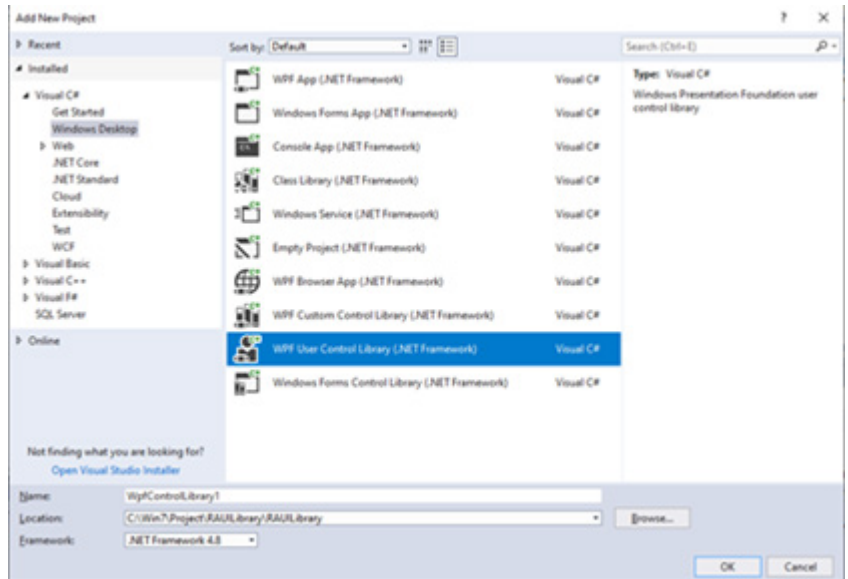 Add New Project
? ×
Recent
Sort by: Default
Search (Ctrl+E)
Installed
Visual C#
Get Started
Windows Desktop
Web
.NET Core
.NET Standard
Cloud
Extensibility
Test
WCF
Visual Basic
Visual C++
Visual F#
SQL Server
Online
Not finding what you are looking for?
Open Visual Studio Installer
WPF App (.NET Framework) Visual C#
Windows Forms App (.NET Framework) Visual C#
Console App (.NET Framework) Visual C#
Class Library (.NET Framework) Visual C#
Windows Service (.NET Framework) Visual C#
Empty Project (.NET Framework) Visual C#
WPF Browser App (.NET Framework) Visual C#
WPF Custom Control Library (.NET Framework) Visual C#
WPF User Control Library (.NET Framework) Visual C#
Windows Forms Control Library (.NET Framework) Visual C#
Type: Visual C#
Windows Presentation Foundation user
control library
Name: WpfControlLibrary1
Location: C:\Win7\Project\RAUILibrary\RAUILibrary
Browse...
Framework: .NET Framework 4.8
OK Cancel